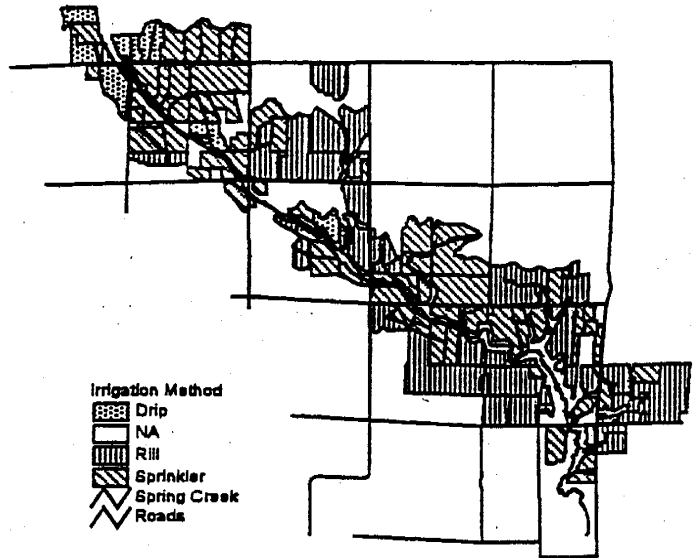 Irrigation Method
Drip
NA
Rill
Sprinkler
Spring Creek
Roads